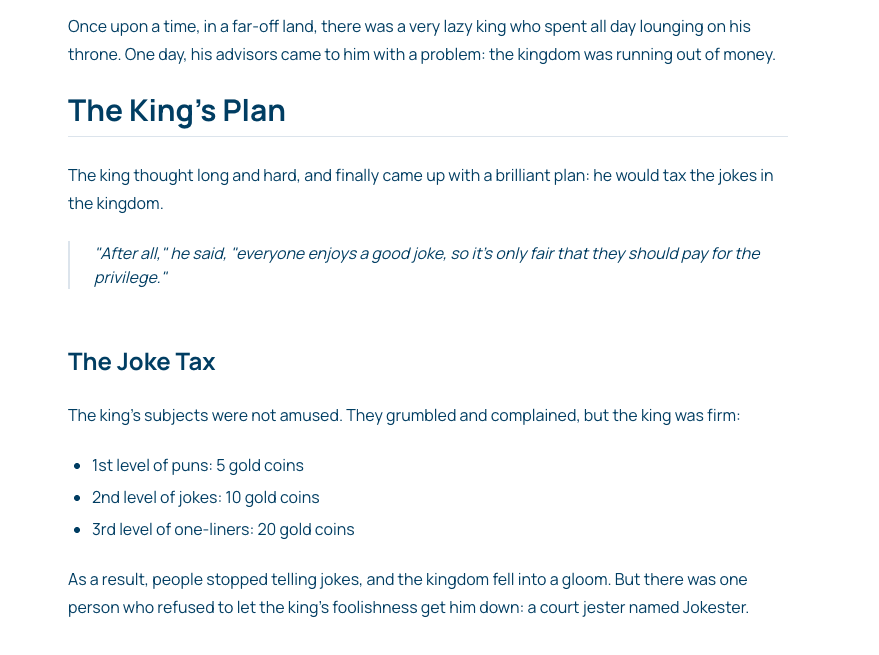 Once upon a time, in a far-off land, there was a very lazy king who spent all day lounging on his
throne. One day, his advisors came to him with a problem: the kingdom was running out of money.
The King's Plan
The king thought long and hard, and finally came up with a brilliant plan: he would tax the jokes in
the kingdom.
"After all," he said, "everyone enjoys a good joke, so it's only fair that they should pay for the
privilege."
The Joke Tax
The king's subjects were not amused. They grumbled and complained, but the king was firm:
• 1st level of puns: 5 gold coins
• 2nd level of jokes: 10 gold coins
• 3rd level of one-liners: 20 gold coins
As a result, people stopped telling jokes, and the kingdom fell into a gloom. But there was one
person who refused to let the king's foolishness get him down: a court jester named Jokester.